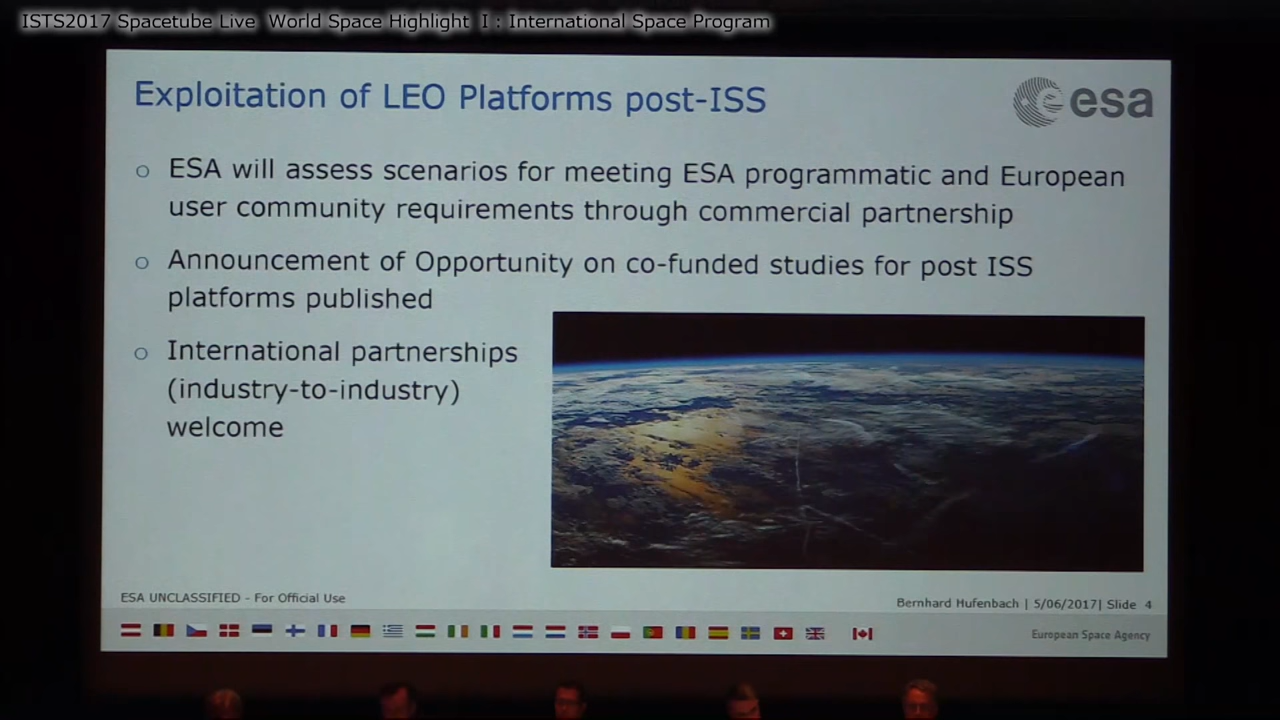 ISTS2017 Spacetube Live World Space Highlight I : International Space Program
Exploitation of LEO Platforms post-ISS
esa
o ESA will assess scenarios for meeting ESA programmatic and European
user community requirements through commercial partnership
o Announcement of Opportunity on co-funded studies for post ISS
platforms published
o International partnerships
(industry-to-industry)
welcome
ESA UNCLASSIFIED - For Official Use
Bernhard Hufenbach | 5/06/2017| Slide 4
European Space Agency